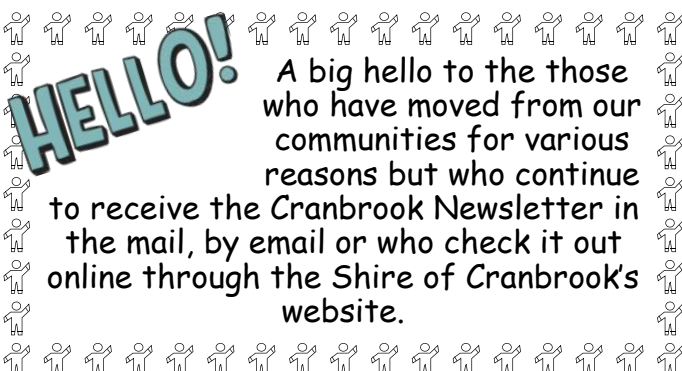 HELLO!
A big hello to the those
who have moved from our
communities for various
reasons but who continue
to receive the Cranbrook Newsletter in
the mail, by email or who check it out
online through the Shire of Cranbrook's
website.